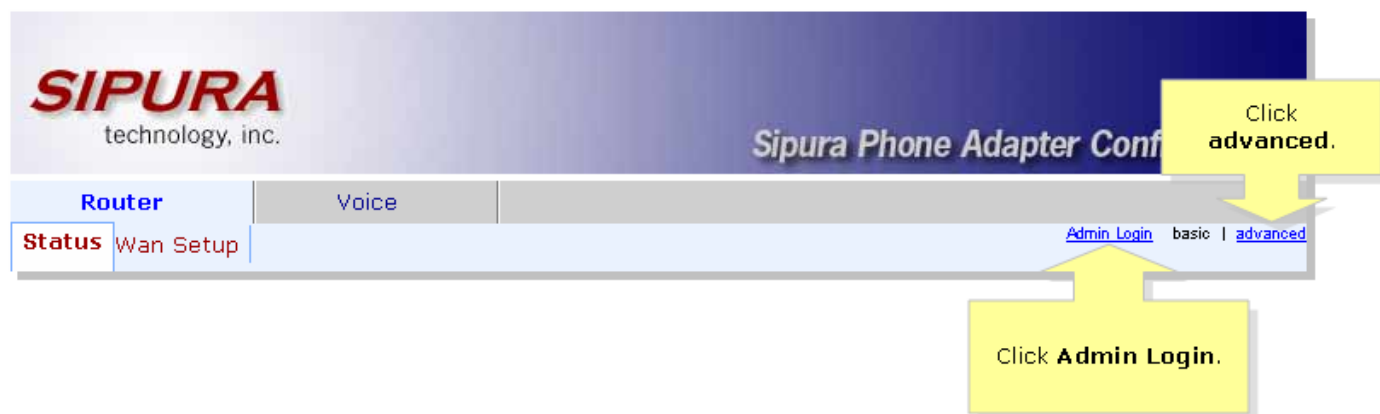 SIPURA
technology, inc.
Sipura Phone Adapter Conf
Click
advanced.
Router
Voice
Status
Wan Setup
Admin Login basic | advanced
Click Admin Login.